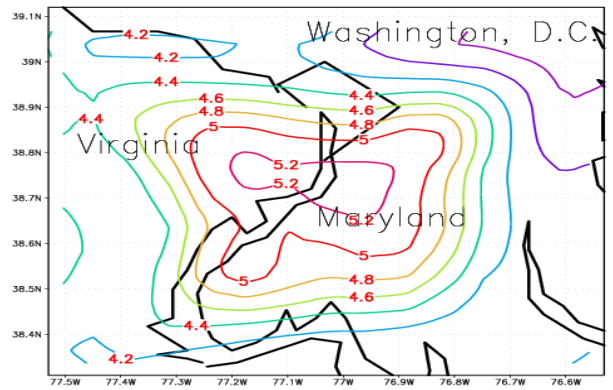 39.1N
4.2
4.2
Washington, D.C.
39N
4.4
4.4
38.9N
4.6
4.6
4.8
4.8
4.4
5
5
Virginia
38.8N
5.2
5.2
38.7N
5.2
Maryland
38.6N
5
5
38.5N
4.8
4.6
4.4
38.4N
4.2
77.5W 77.4W 77.3W 77.2W 77.1W 77W 76.9W 76.8W 76.7W 76.6W